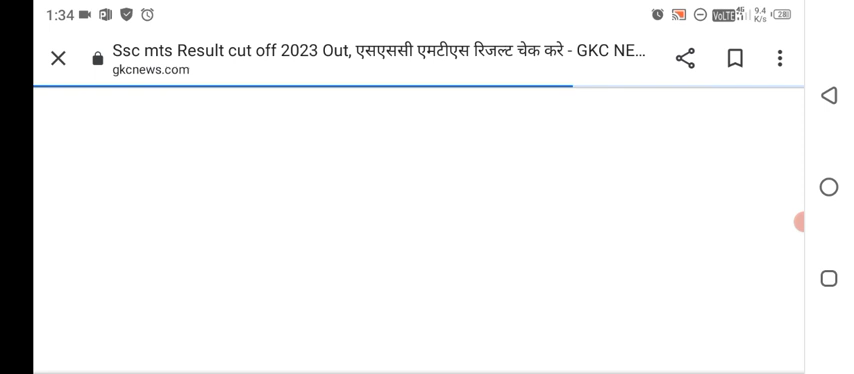 1:34 VoLTE 4G 9.4 K/s 28
Ssc mts Result cut off 2023 Out, एसएससी एमटीएस रिजल्ट चेक करे - GKC NE...
gkcnews.com